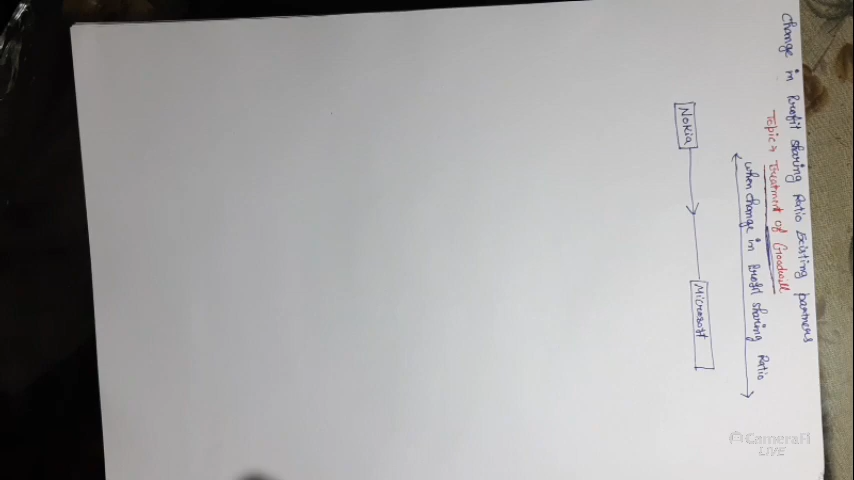 Change in Profit sharing Ratio Existing partners
Topic → Treatment of Goodwill
when change in Profit sharing Ratio
Nokia
Microsoft
CameraFi
LIVE